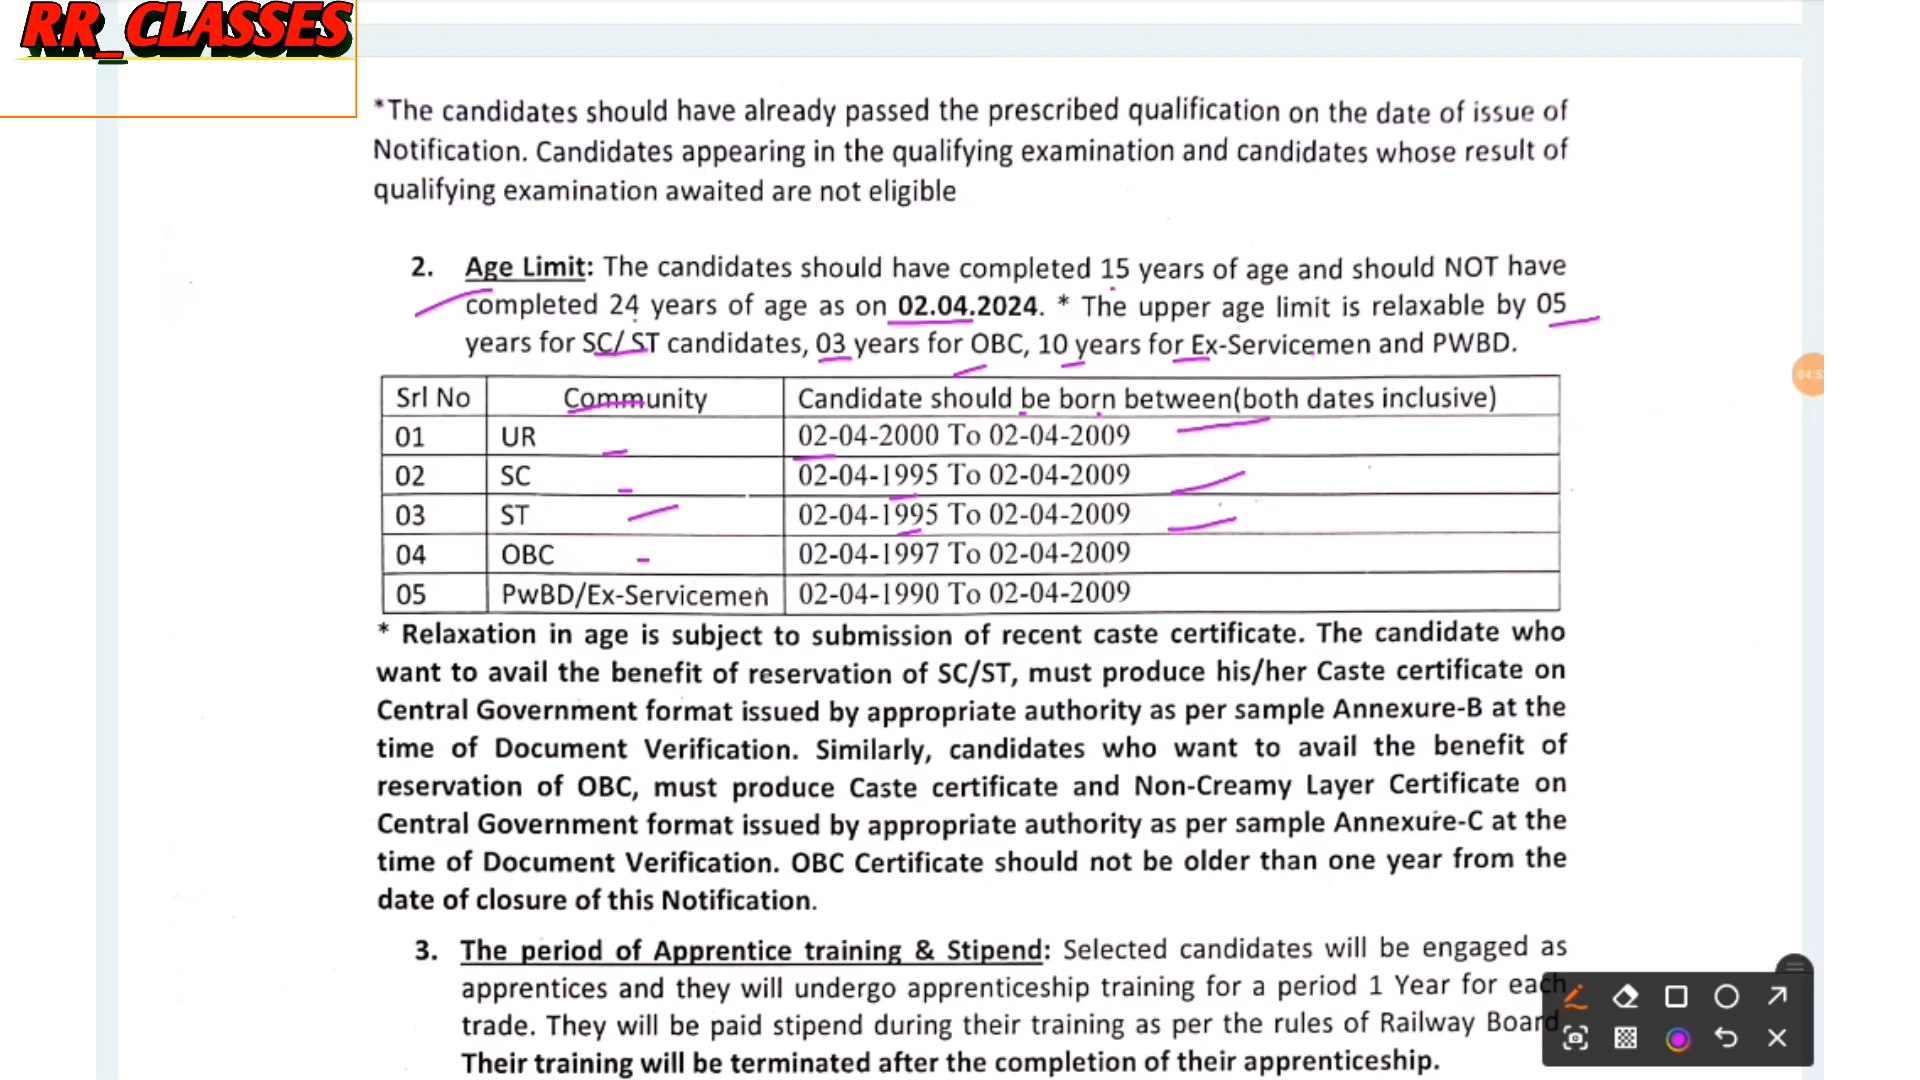 RR_CLASSES
*The candidates should have already passed the prescribed qualification on the date of issue of
Notification. Candidates appearing in the qualifying examination and candidates whose result of
qualifying examination awaited are not eligible
2. Age Limit: The candidates should have completed 15 years of age and should NOT have
completed 24 years of age as on 02.04.2024. * The upper age limit is relaxable by 05
years for SC/ ST candidates, 03 years for OBC, 10 years for Ex-Servicemen and PWBD.
Srl No Community Candidate should be born between(both dates inclusive)
01 UR 02-04-2000 To 02-04-2009
02 SC 02-04-1995 To 02-04-2009
03 ST 02-04-1995 To 02-04-2009
04 OBC 02-04-1997 To 02-04-2009
05 PwBD/Ex-Servicemen 02-04-1990 To 02-04-2009
* Relaxation in age is subject to submission of recent caste certificate. The candidate who
want to avail the benefit of reservation of SC/ST, must produce his/her Caste certificate on
Central Government format issued by appropriate authority as per sample Annexure-B at the
time of Document Verification. Similarly, candidates who want to avail the benefit of
reservation of OBC, must produce Caste certificate and Non-Creamy Layer Certificate on
Central Government format issued by appropriate authority as per sample Annexure-C at the
time of Document Verification. OBC Certificate should not be older than one year from the
date of closure of this Notification.
3. The period of Apprentice training & Stipend: Selected candidates will be engaged as
apprentices and they will undergo apprenticeship training for a period 1 Year for each
trade. They will be paid stipend during their training as per the rules of Railway Board
Their training will be terminated after the completion of their apprenticeship.